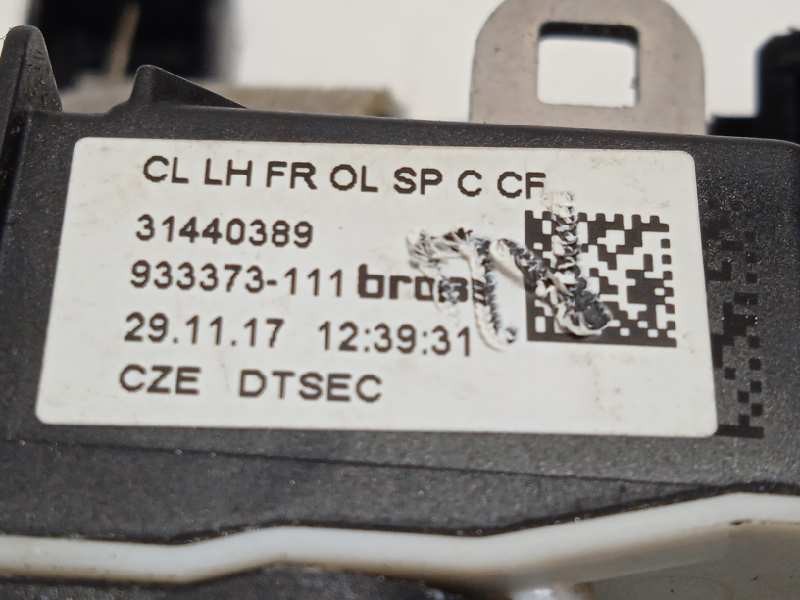 CL LH FR OL SP C CF
31440389
933373-111
29.11.17 12:39:31
CZE DTSEC